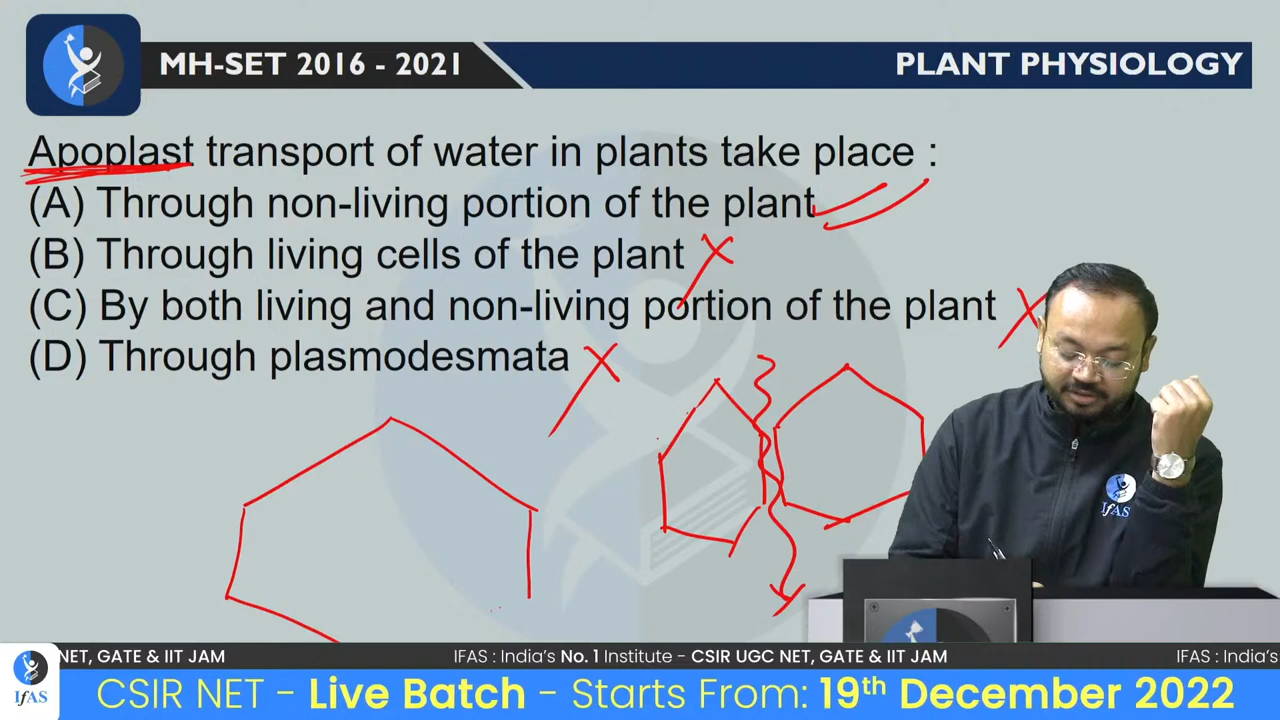 MH-SET 2016 - 2021
PLANT PHYSIOLOGY
Apoplast transport of water in plants take place :
(A) Through non-living portion of the plant
(B) Through living cells of the plant
(C) By both living and non-living portion of the plant
(D) Through plasmodesmata
IfAS
NET, GATE & IIT JAM
IFAS : India's No. 1 Institute - CSIR UGC NET, GATE & IIT JAM
IFAS : India's
IfAS
CSIR NET - Live Batch - Starts From: 19th December 2022